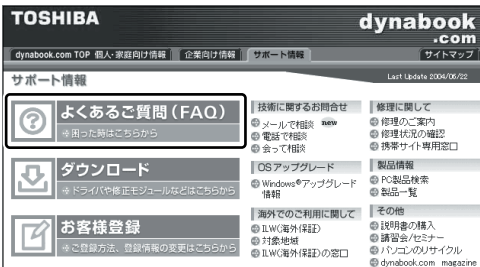 TOSHIBA
dynabook.com
dynabook.com TOP 個人・家庭向け情報 企業向け情報 サポート情報 サイトマップ
サポート情報
Last Update 2004/06/22
よくあるご質問(FAQ)
困った時はこちらから
ダウンロード
ドライバや修正モジュールなどはこちらから
お客様登録
ご登録方法、登録情報の変更はこちらから
技術に関するお問合せ
メールで相談 new
電話で相談
会って相談
OSアップグレード
Windows®アップグレード
情報
海外でのご利用に関して
ILW(海外保証)
対象地域
ILW(海外保証)の窓口
修理に関して
修理のご案内
修理状況の確認
携帯サイト専用窓口
製品情報
PC製品検索
製品一覧
その他
説明書の購入
講習会/セミナー
パソコンのリサイクル
dynabook.com magazine